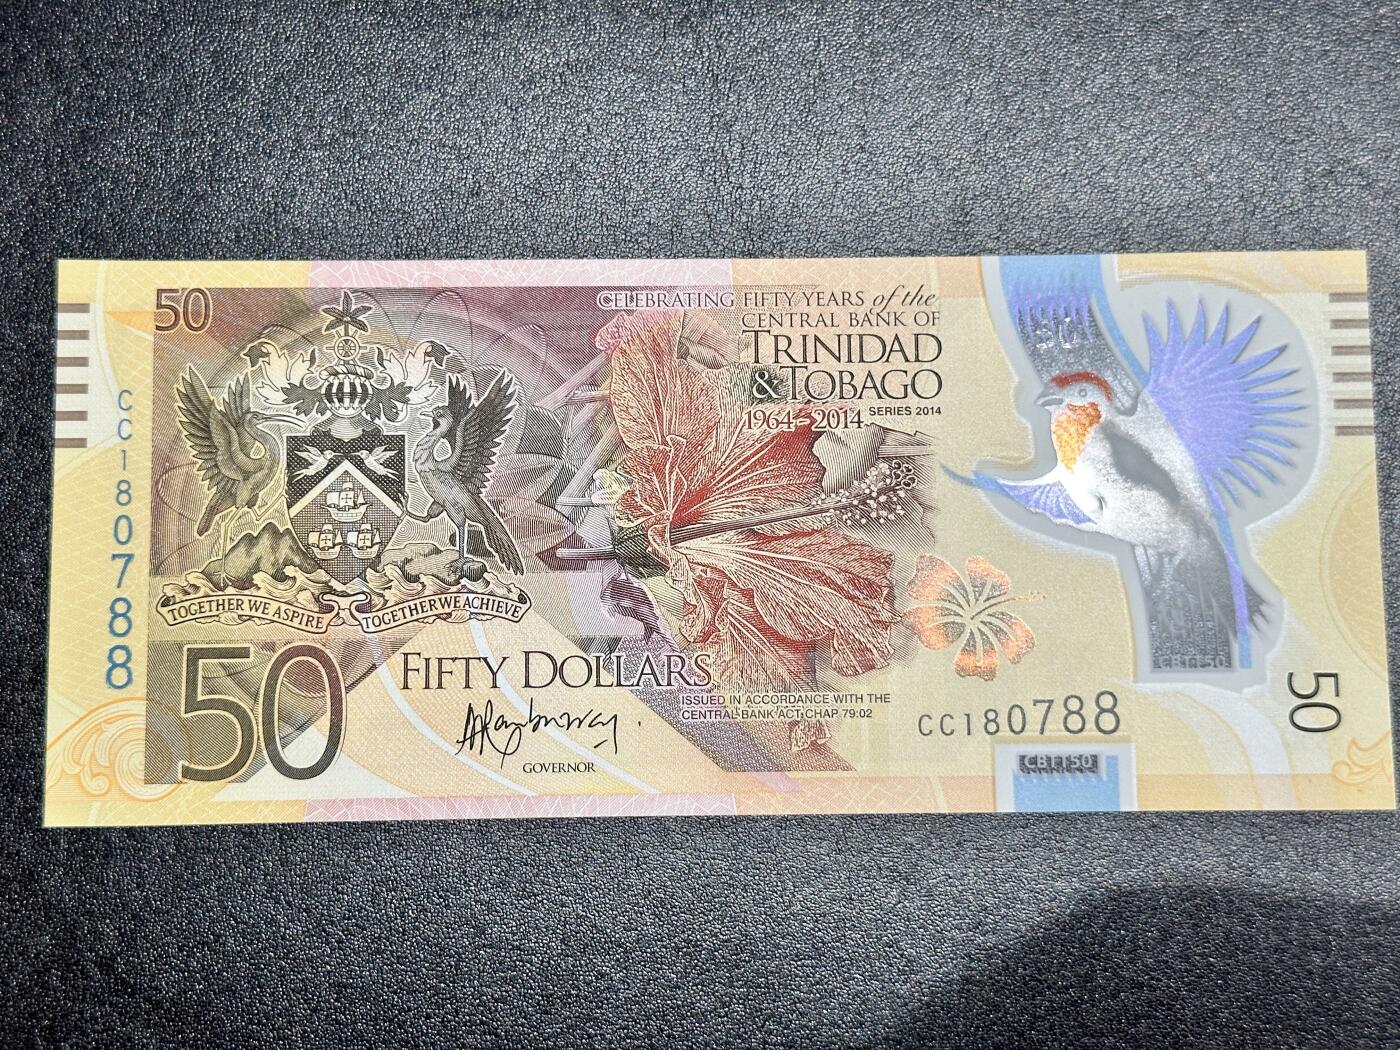 50
CELEBRATING FIFTY YEARS of the
CENTRAL BANK OF
TRINIDAD
& TOBAGO
1964-2014 SERIES 2014
50
CC180788
TOGETHER WE ASPIRE TOGETHER WE ACHIEVE
50
FIFTY DOLLARS
ISSUED IN ACCORDANCE WITH THE
CENTRAL BANK ACT CHAP 79:02
GOVERNOR
CC180788
CBTT50
CBTT50
50